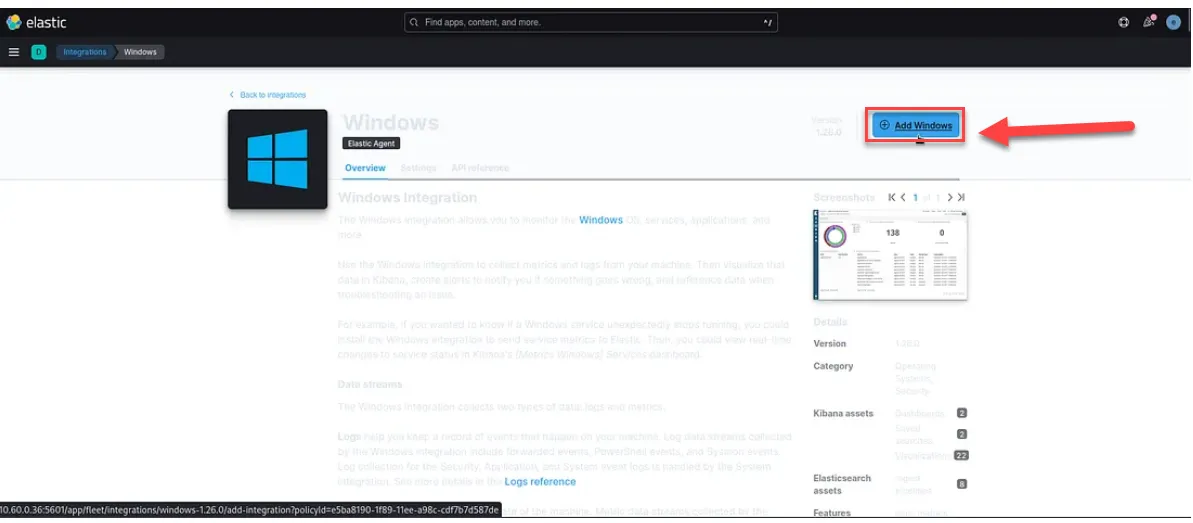 elastic
Find apps, content, and more.
^/
e
D
Integrations
Windows
Back to integrations
Windows
Elastic Agent
Version
1.26.0
Add Windows
Overview
Settings
API reference
Windows Integration
The Windows integration allows you to monitor the Windows OS, services, applications, and
more.
Use the Windows integration to collect metrics and logs from your machine. Then visualize that
data in Kibana, create alerts to notify you if something goes wrong, and reference data when
troubleshooting an issue.
For example, if you wanted to know if a Windows service unexpectedly stops running, you could
install the Windows integration to send service metrics to Elastic. Then, you could view real-time
changes to service status in Kibana's [Metrics Windows] Services dashboard.
Data streams
The Windows integration collects two types of data: logs and metrics.
Logs help you keep a record of events that happen on your machine. Log data streams collected
by the Windows integration include forwarded events, PowerShell events, and Sysmon events.
Log collection for the Security, Application, and System event logs is handled by the System
integration. See more details in the Logs reference
state of the machine. Metric data streams collected by the
Screenshots
1 of 1
138
0
Details
Version
1.26.0
Category
Operating
Systems,
Security
Kibana assets
Dashboards
2
Saved
searches
2
Visualizations
22
Elasticsearch
assets
Ingest
pipelines
8
Features
10.60.0.36:5601/app/fleet/integrations/windows-1.26.0/add-integration?policyId=e5ba8190-1f89-11ee-a98c-cdf7b7d587de